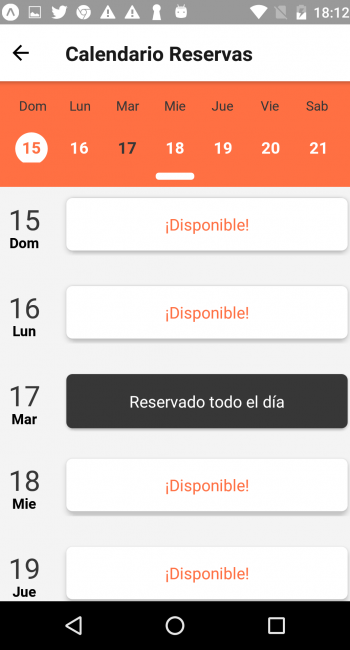 18:12
Calendario Reservas
Dom Lun Mar Mie Jue Vie Sab
15 16 17 18 19 20 21
15
Dom
¡Disponible!
16
Lun
¡Disponible!
17
Mar
Reservado todo el día
18
Mie
¡Disponible!
19
Jue
¡Disponible!